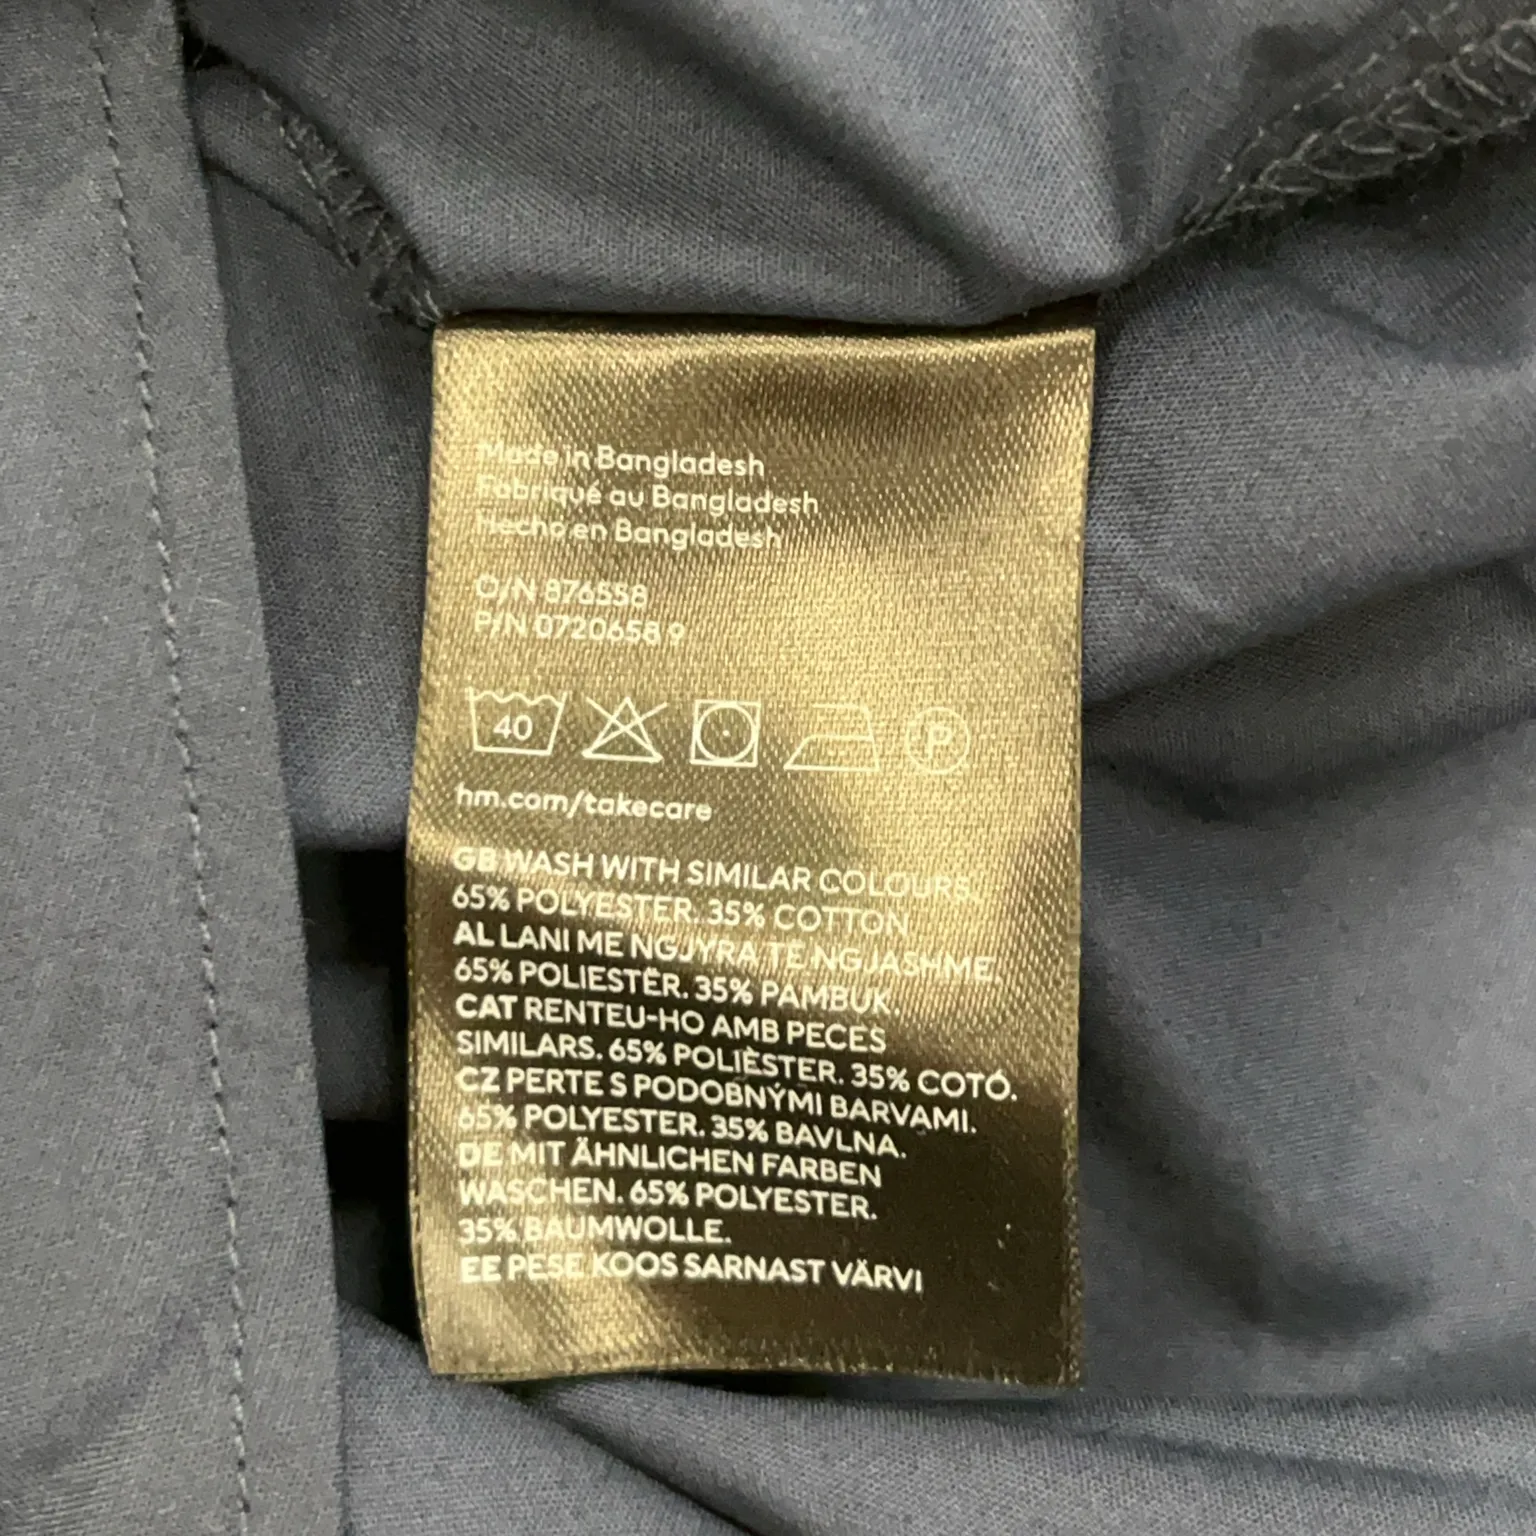 Made in Bangladesh
Fabriqué au Bangladesh
Hecho en Bangladesh
O/N 876558
P/N 0720658 9
40 P
hm.com/takecare
GB WASH WITH SIMILAR COLOURS.
65% POLYESTER. 35% COTTON
AL LANI ME NGJYRA TË NGJASHME.
65% POLIESTËR. 35% PAMBUK
CAT RENTEU-HO AMB PECES
SIMILARS. 65% POLIÈSTER. 35% COTÓ.
CZ PERTE S PODOBNÝMI BARVAMI.
65% POLYESTER. 35% BAVLNA.
DE MIT ÄHNLICHEN FARBEN
WASCHEN. 65% POLYESTER.
35% BAUMWOLLE.
EE PESE KOOS SARNAST VÄRVI